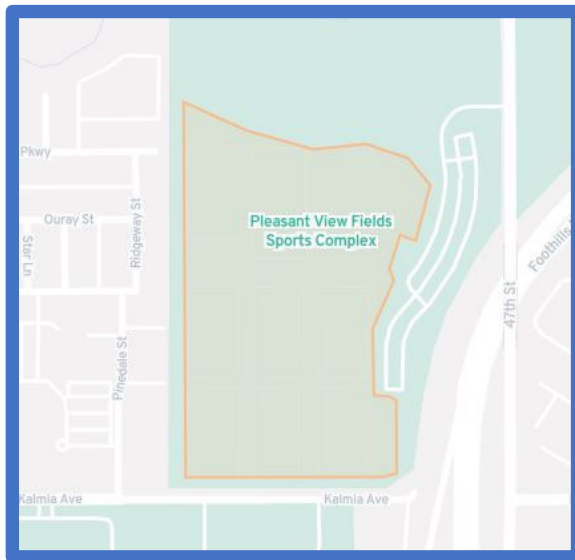 Pkwy
Ridgeway St
Ouray St
Star Ln
Pleasant View Fields
Sports Complex
Foothills
47th St
Pinedale St
Kalmia Ave
Kalmia Ave